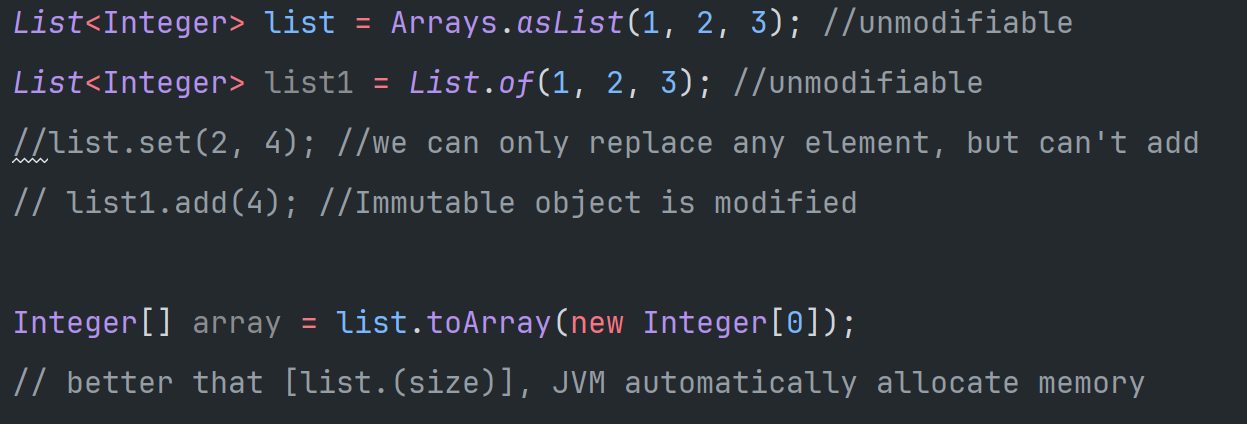 List<Integer> list = Arrays.asList(1, 2, 3); //unmodifiable
List<Integer> list1 = List.of(1, 2, 3); //unmodifiable
//list.set(2, 4); //we can only replace any element, but can't add
// list1.add(4); //Immutable object is modified
Integer[] array = list.toArray(new Integer[0]);
// better that [list.(size)], JVM automatically allocate memory